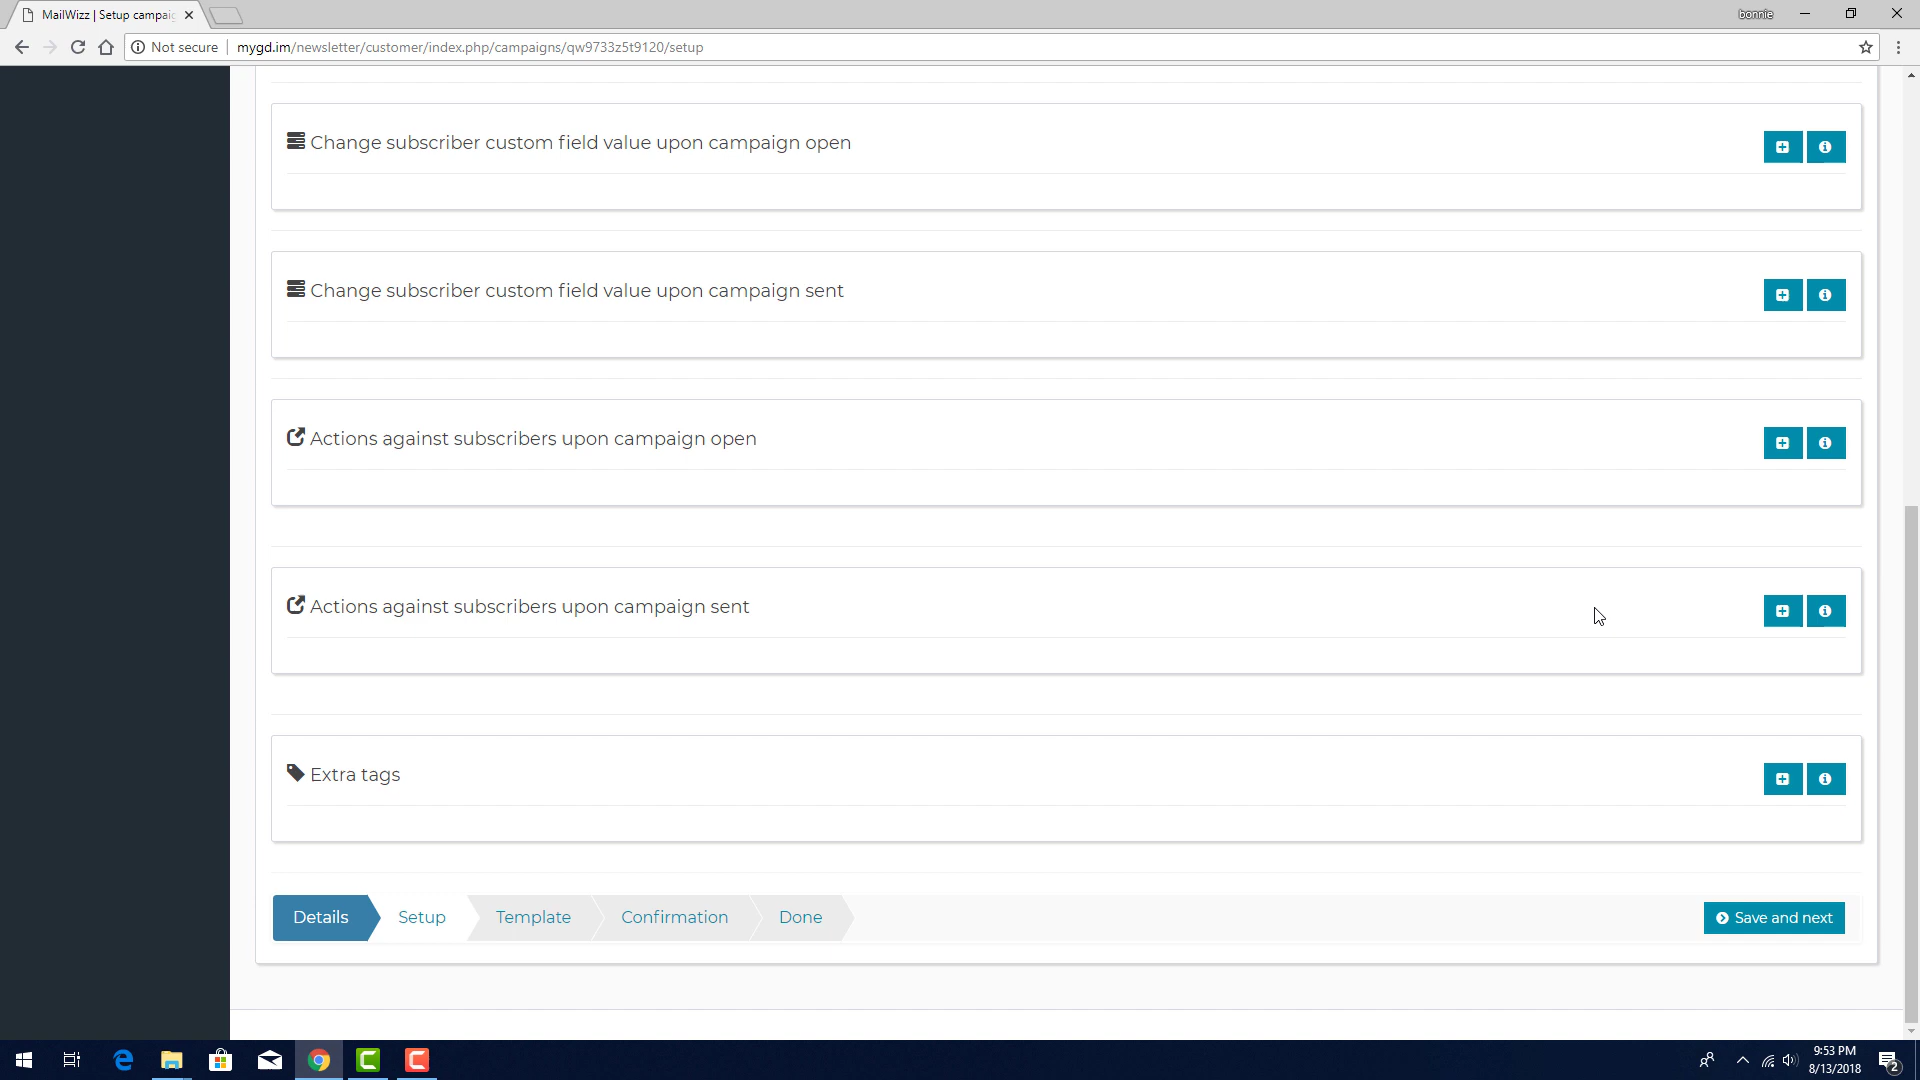 MailWizz | Setup campaig
bonnie
Not secure
mygd.im/newsletter/customer/index.php/campaigns/qw9733z5t9120/setup
Change subscriber custom field value upon campaign open
Change subscriber custom field value upon campaign sent
Actions against subscribers upon campaign open
Actions against subscribers upon campaign sent
Extra tags
Details
Setup
Template
Confirmation
Done
Save and next
9:53 PM
8/13/2018
2